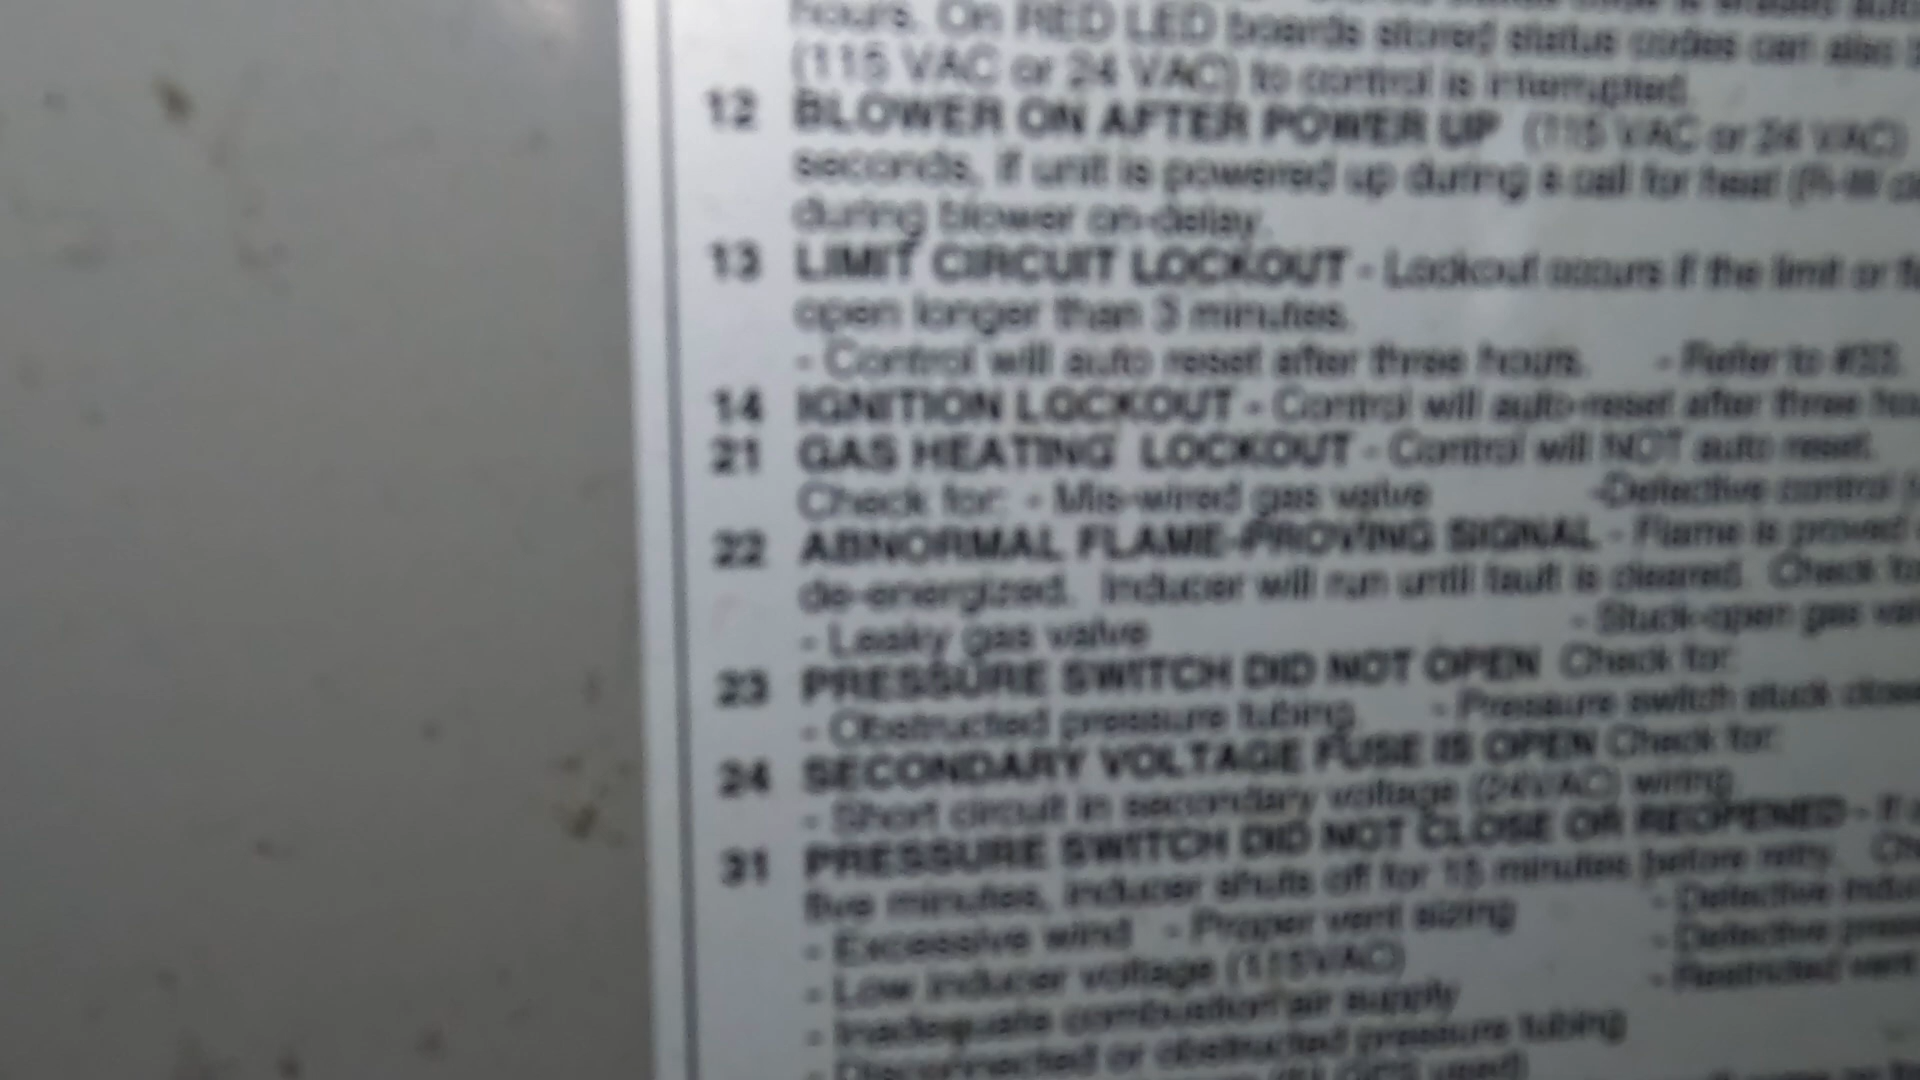 hours. On RED LED boards stored status codes can also
(115 VAC or 24 VAC) to control is interrupted.
12 BLOWER ON AFTER POWER UP (115 VAC or 24 VAC)
seconds, if unit is powered up during a call for heat (R-W
during blower on-delay.
13 LIMIT CIRCUIT LOCKOUT - Lockout occurs if the limit or
open longer than 3 minutes.
- Control will auto reset after three hours. - Refer to #33.
14 IGNITION LOCKOUT - Control will auto-reset after three
21 GAS HEATING LOCKOUT - Control will NOT auto reset.
Check for: - Mis-wired gas valve -Defective control
22 ABNORMAL FLAME-PROVING SIGNAL - Flame is proved
de-energized. Inducer will run until fault is cleared. Check
- Leaky gas valve - Stuck-open gas
23 PRESSURE SWITCH DID NOT OPEN Check for:
- Obstructed pressure tubing. - Pressure switch stuck
24 SECONDARY VOLTAGE FUSE IS OPEN Check for:
- Short circuit in secondary voltage (24VAC) wiring
31 PRESSURE SWITCH DID NOT CLOSE OR REOPENED - If
five minutes, inducer shuts off for 15 minutes before retry.
- Excessive wind - Proper vent sizing - Defective
- Low inducer voltage (115VAC) - Defective
- Inadequate combustion air supply - Restricted vent
- Disconnected or obstructed pressure tubing